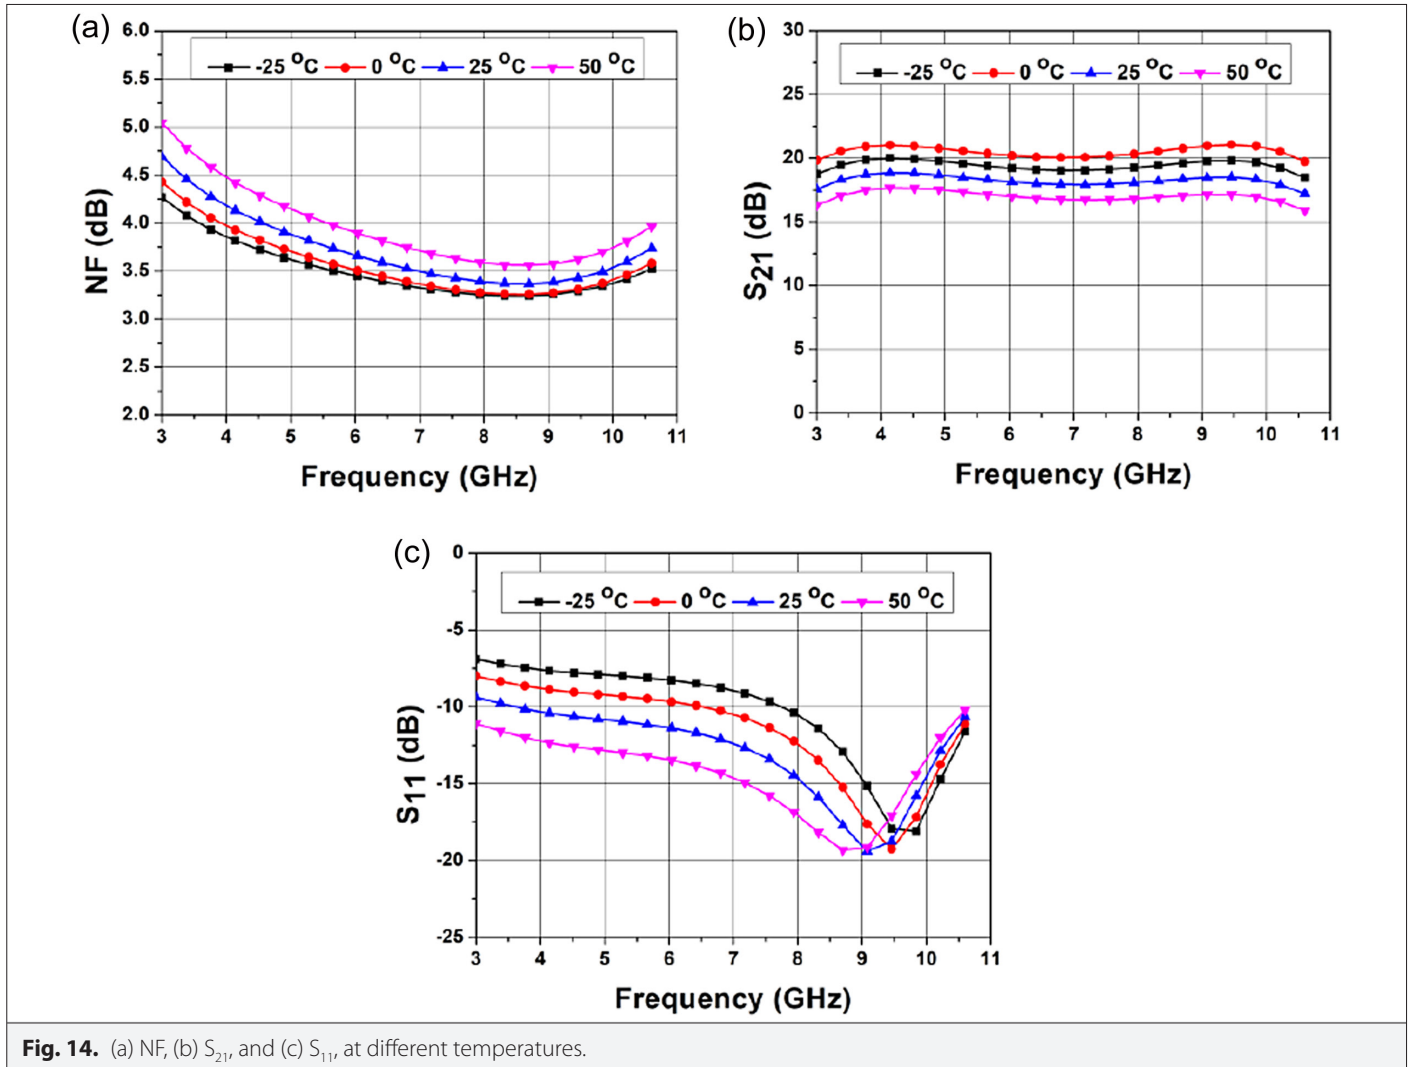 (a)
6.0
5.5
5.0
4.5
4.0
3.5
3.0
2.5
2.0
NF (dB)
-25 °C 0 °C 25 °C 50 °C
3 4 5 6 7 8 9 10 11
Frequency (GHz)
(b)
30
25
20
15
10
5
0
S21 (dB)
-25 °C 0 °C 25 °C 50 °C
3 4 5 6 7 8 9 10 11
Frequency (GHz)
(c)
0
-5
-10
-15
-20
-25
S11 (dB)
-25 °C 0 °C 25 °C 50 °C
3 4 5 6 7 8 9 10 11
Frequency (GHz)
Fig. 14. (a) NF, (b) S21, and (c) S11, at different temperatures.